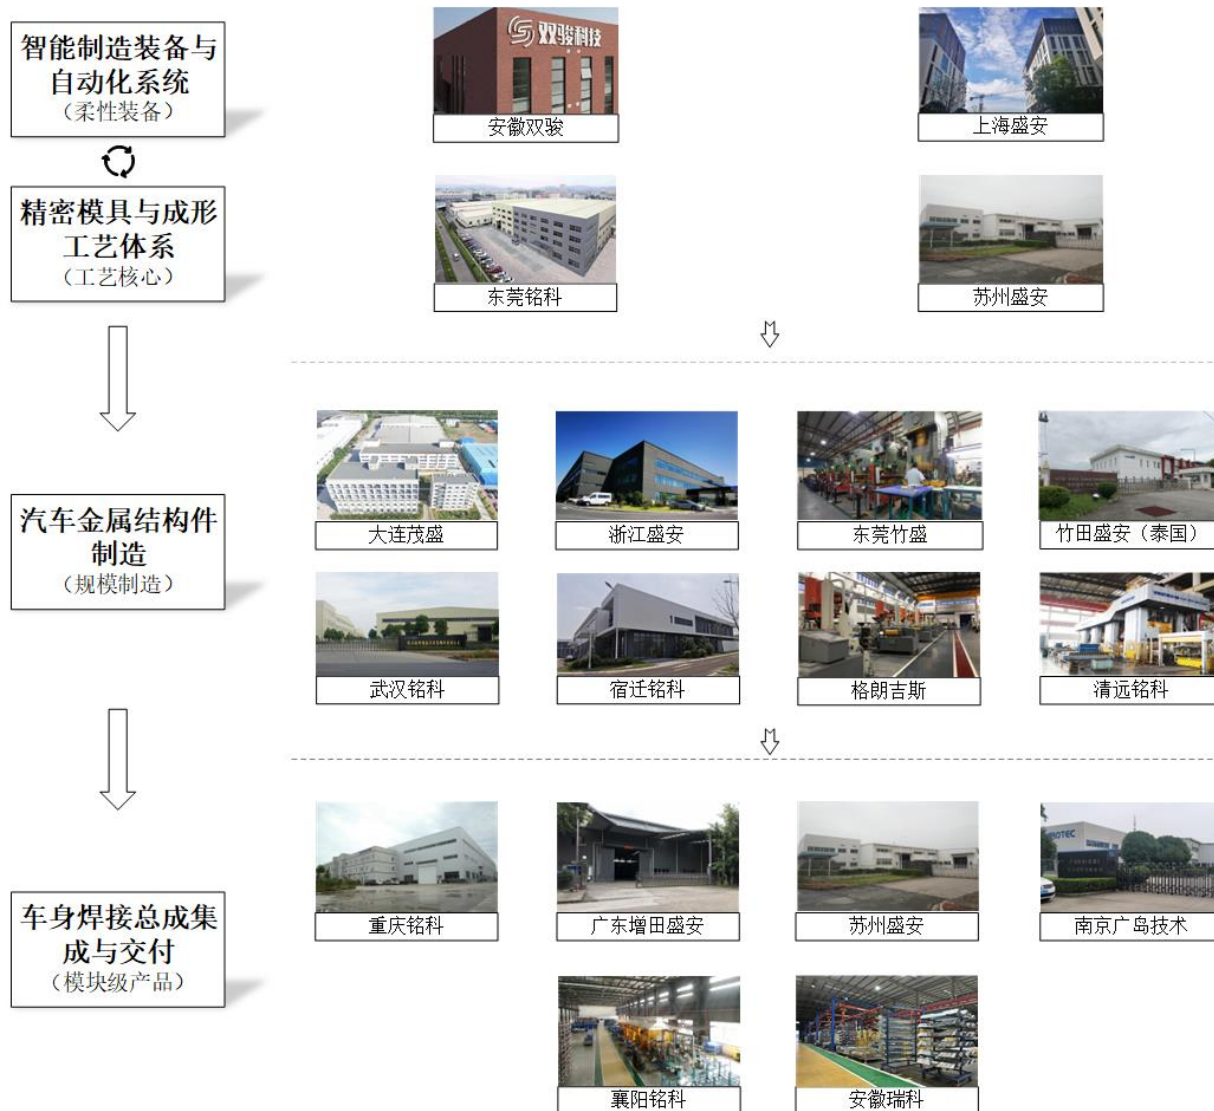 智能制造装备与
自动化系统
（柔性装备）
双骏科技
安徽双骏
上海盛安
精密模具与成形
工艺体系
（工艺核心）
东莞铭科
苏州盛安
汽车金属结构件
制造
（规模制造）
大连茂盛
浙江盛安
东莞竹盛
竹田盛安（泰国）
武汉铭科
宿迁铭科
格朗吉斯
清远铭科
车身焊接总成集
成与交付
（模块级产品）
重庆铭科
广东增田盛安
苏州盛安
南京广岛技术
襄阳铭科
安徽瑞科